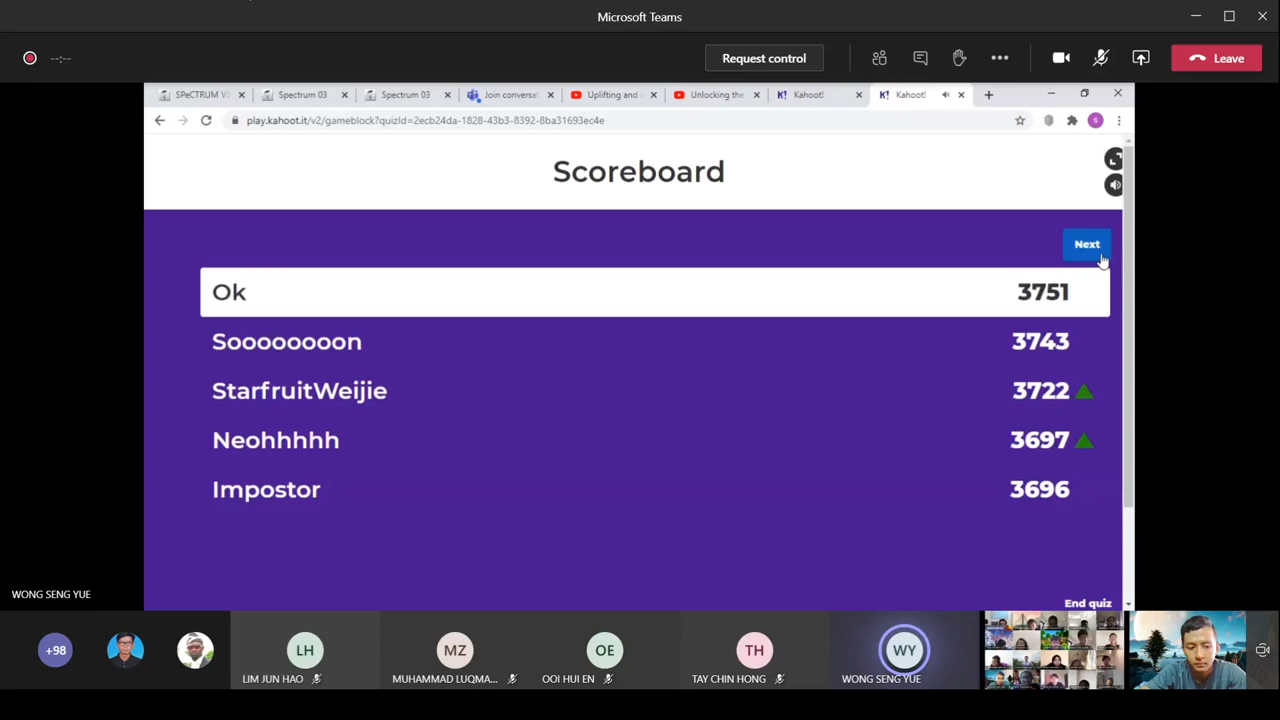 Microsoft Teams
--:--
Request control
Leave
SPeCTRUM V3
Spectrum 03
Spectrum 03
Join conversat
Uplifting and
Unlocking the
Kahoot!
Kahoot!
play.kahoot.it/v2/gameblock?quizId=2ecb24da-1828-43b3-8392-8ba31693ec4e
S
Scoreboard
Next
Ok 3751
Soooooooon 3743
StarfruitWeijie 3722
Neohhhhh 3697
Impostor 3696
End quiz
WONG SENG YUE
+98
LH
MZ
OE
TH
WY
LIM JUN HAO
MUHAMMAD LUQMA...
OOI HUI EN
TAY CHIN HONG
WONG SENG YUE